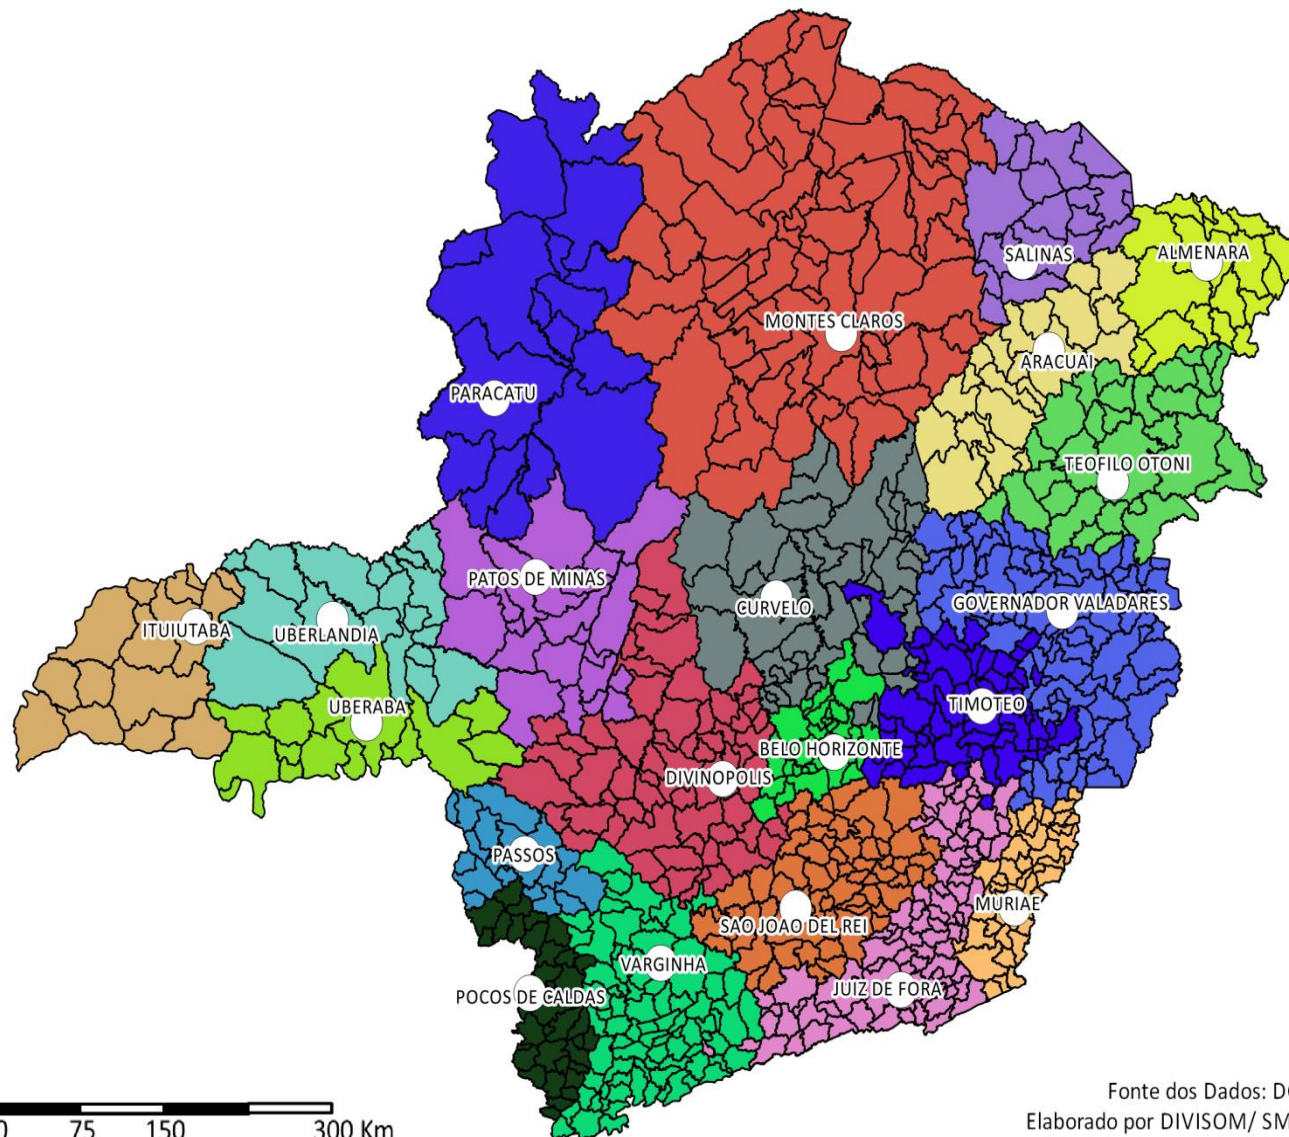 SALINAS
ALMENARA
MONTES CLAROS
ARACUAI
PARACATU
TEOFILO OTONI
PATOS DE MINAS
CURVELO
GOVERNADOR VALADARES
ITUIUTABA
UBERLANDIA
UBERABA
TIMOTEO
BELO HORIZONTE
DIVINOPOLIS
PASSOS
MURIAE
SAO JOAO DEL REI
VARGINHA
JUIZ DE FORA
POCOS DE CALDAS
75 150 300 Km
Fonte dos Dados:
Elaborado por DIVISOM/